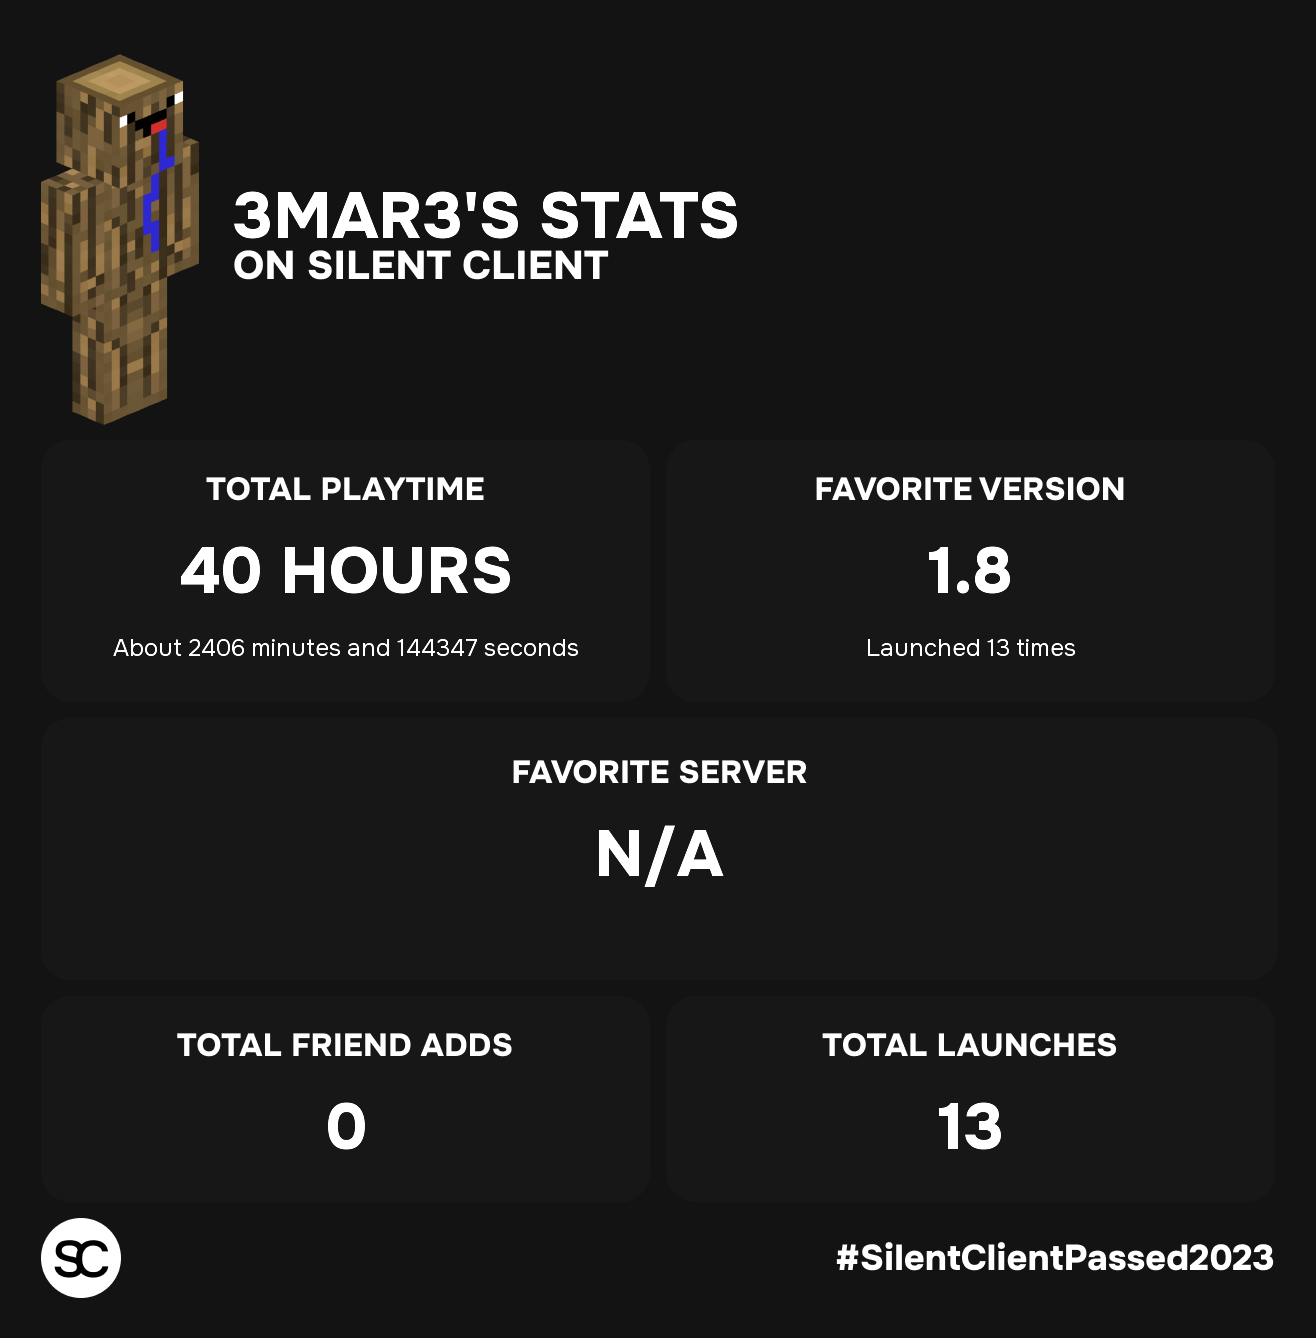 3MAR3'S STATS
ON SILENT CLIENT
TOTAL PLAYTIME
40 HOURS
About 2406 minutes and 144347 seconds
FAVORITE VERSION
1.8
Launched 13 times
FAVORITE SERVER
N/A
TOTAL FRIEND ADDS
0
TOTAL LAUNCHES
13
SC
#SilentClientPassed2023